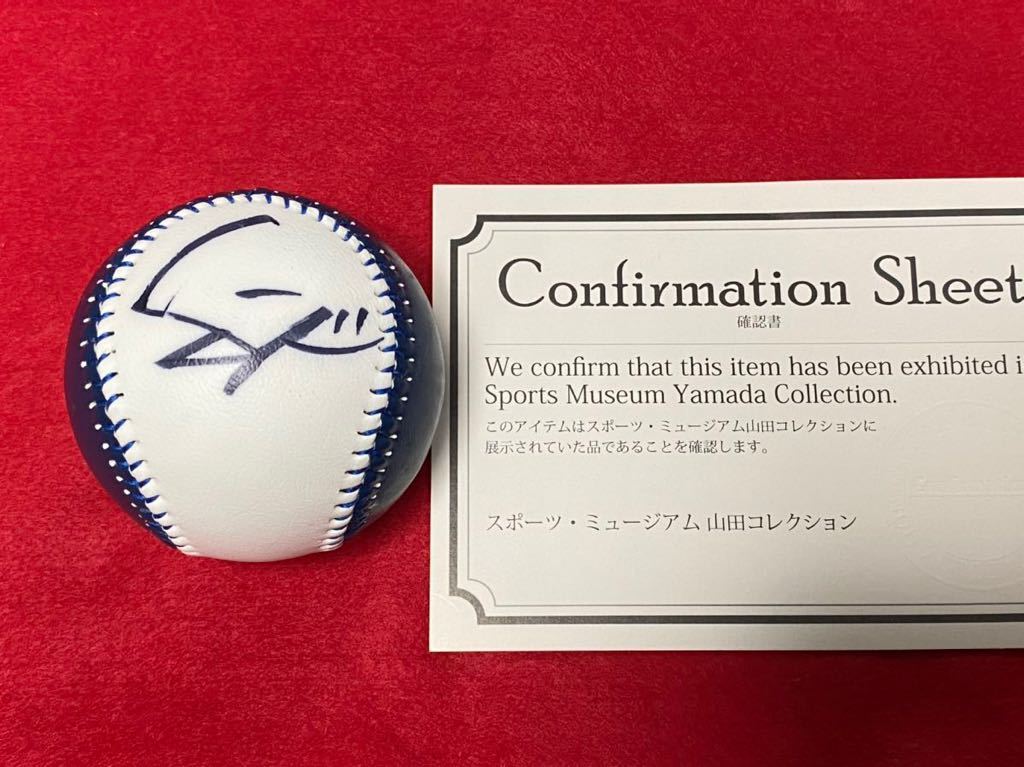 Confirmation Sheet
確認書
We confirm that this item has been exhibited i
Sports Museum Yamada Collection.
このアイテムはスポーツ・ミュージアム山田コレクションに
展示されていた品であることを確認します。
スポーツ・ミュージアム 山田コレクション